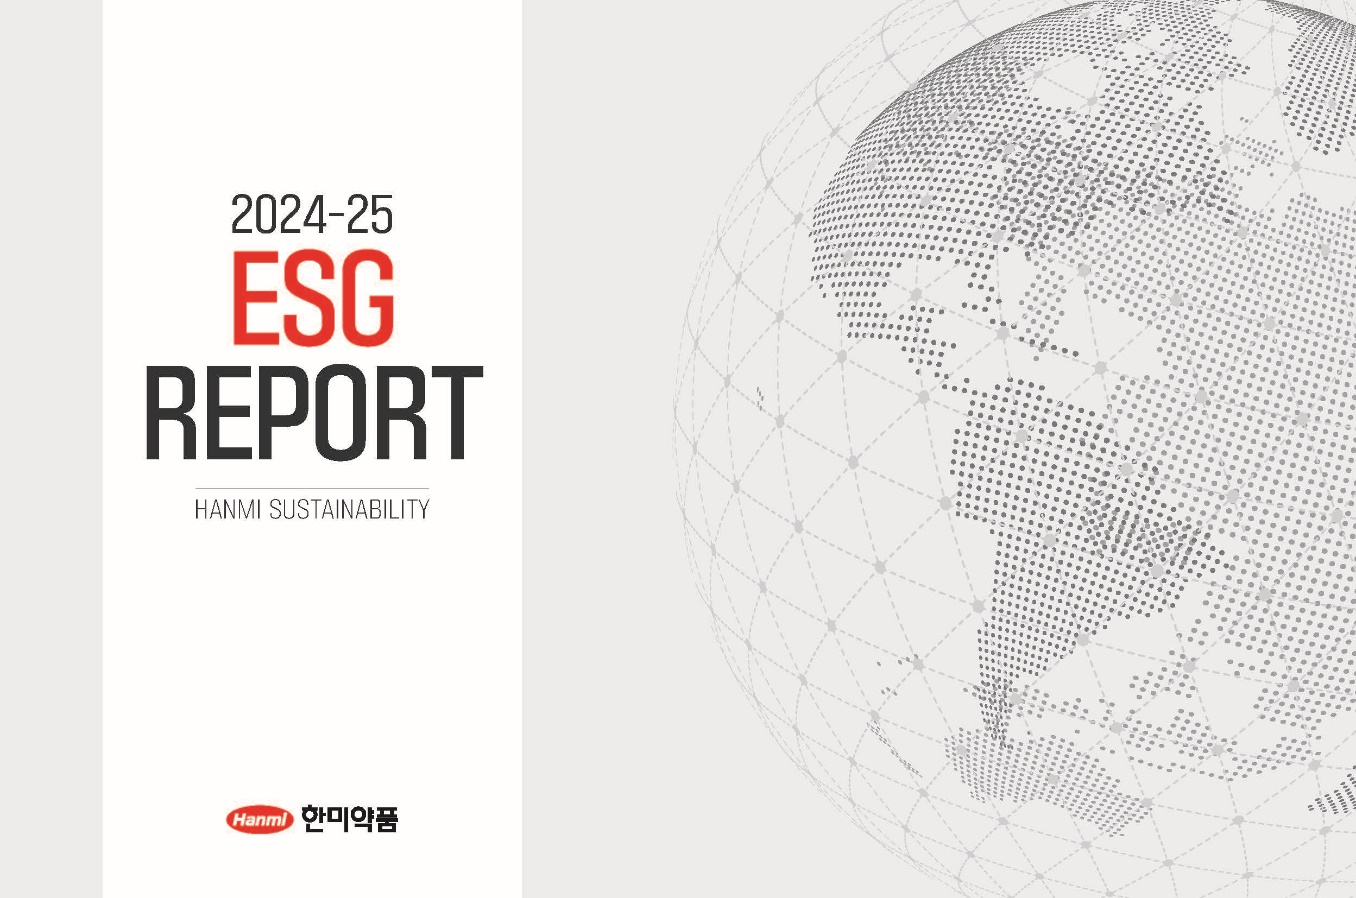 2024-25
ESG
REPORT
HANMI SUSTAINABILITY
Hanmi 한미약품